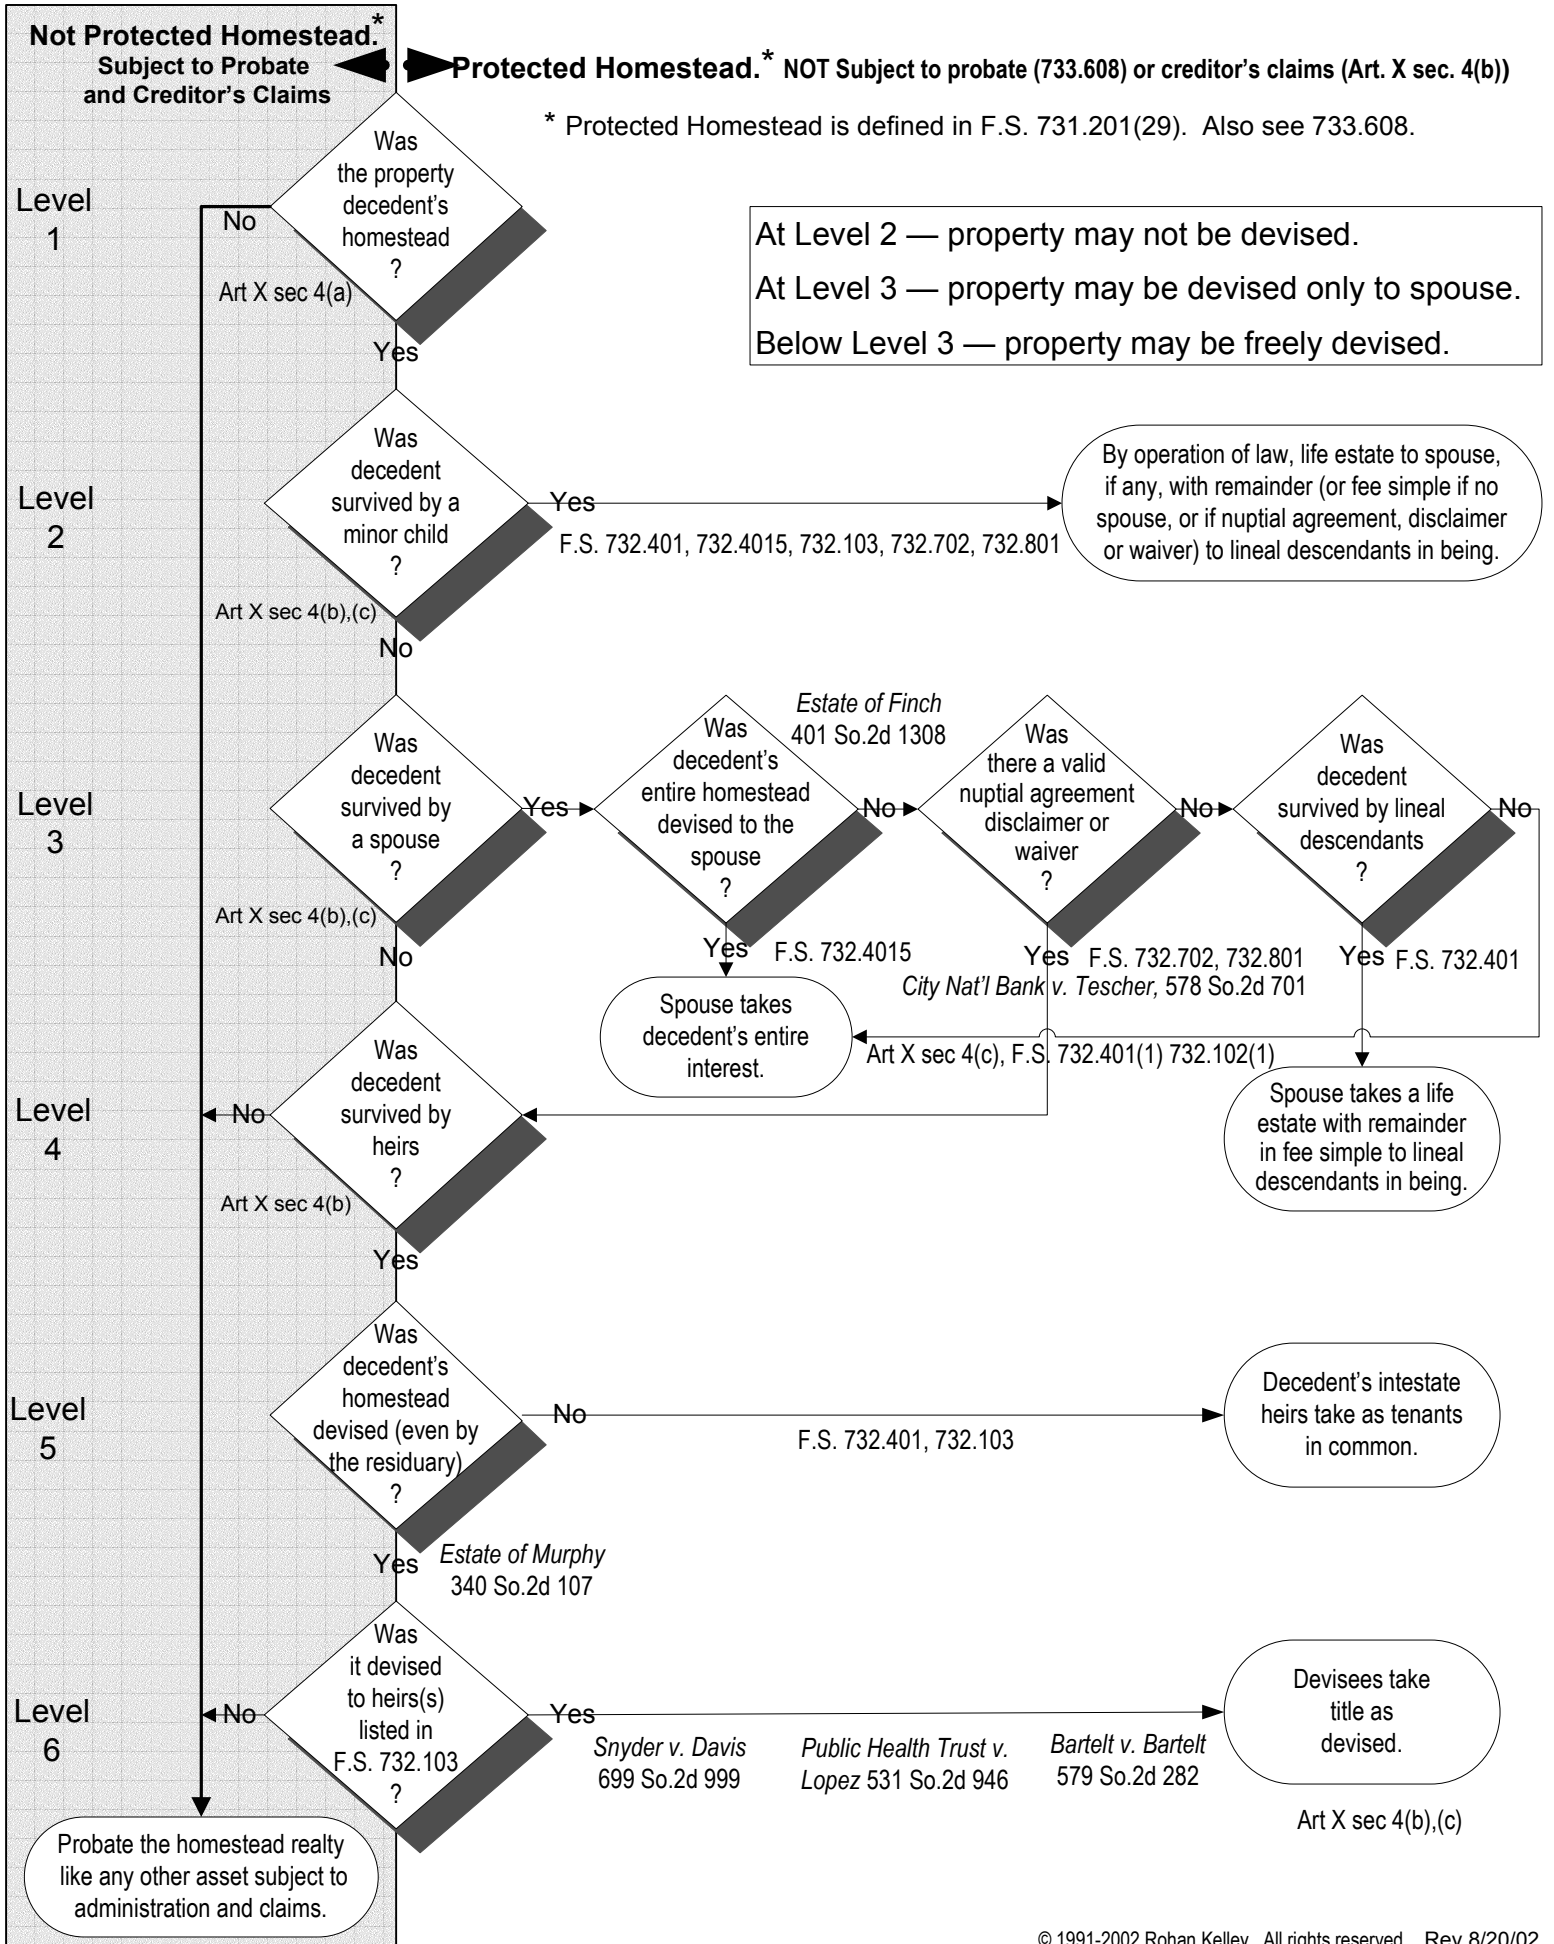 Not Protected Homestead.*
Subject to Probate
and Creditor's Claims
Protected Homestead.* NOT Subject to probate (733.608) or creditor's claims (Art. X sec. 4(b))
* Protected Homestead is defined in F.S. 731.201(29). Also see 733.608.
Level
1
Was
the property
decedent's
homestead
?
No
Art X sec 4(a)
Yes
At Level 2 — property may not be devised.
At Level 3 — property may be devised only to spouse.
Below Level 3 — property may be freely devised.
Level
2
Was
decedent
survived by a
minor child
?
Yes
F.S. 732.401, 732.4015, 732.103, 732.702, 732.801
By operation of law, life estate to spouse,
if any, with remainder (or fee simple if no
spouse, or if nuptial agreement, disclaimer
or waiver) to lineal descendants in being.
Art X sec 4(b),(c)
No
Level
3
Was
decedent
survived by
a spouse
?
Yes
Art X sec 4(b),(c)
No
Was
decedent's
entire homestead
devised to the
spouse
?
Estate of Finch
401 So.2d 1308
No
Yes
F.S. 732.4015
Spouse takes
decedent's entire
interest.
Was
there a valid
nuptial agreement
disclaimer or
waiver
?
No
Yes
F.S. 732.702, 732.801
City Nat'l Bank v. Tescher, 578 So.2d 701
Was
decedent
survived by lineal
descendants
?
No
Yes
F.S. 732.401
Art X sec 4(c), F.S. 732.401(1) 732.102(1)
Spouse takes a life
estate with remainder
in fee simple to lineal
descendants in being.
Level
4
Was
decedent
survived by
heirs
?
No
Art X sec 4(b)
Yes
Level
5
Was
decedent's
homestead
devised (even by
the residuary)
?
No
F.S. 732.401, 732.103
Decedent's intestate
heirs take as tenants
in common.
Yes
Estate of Murphy
340 So.2d 107
Level
6
Was
it devised
to heirs(s)
listed in
F.S. 732.103
?
No
Yes
Snyder v. Davis
699 So.2d 999
Public Health Trust v.
Lopez 531 So.2d 946
Bartelt v. Bartelt
579 So.2d 282
Devisees take
title as
devised.
Art X sec 4(b),(c)
Probate the homestead realty
like any other asset subject to
administration and claims.
© 1991-2002 Rohan Kelley. All rights reserved. Rev 8/20/02